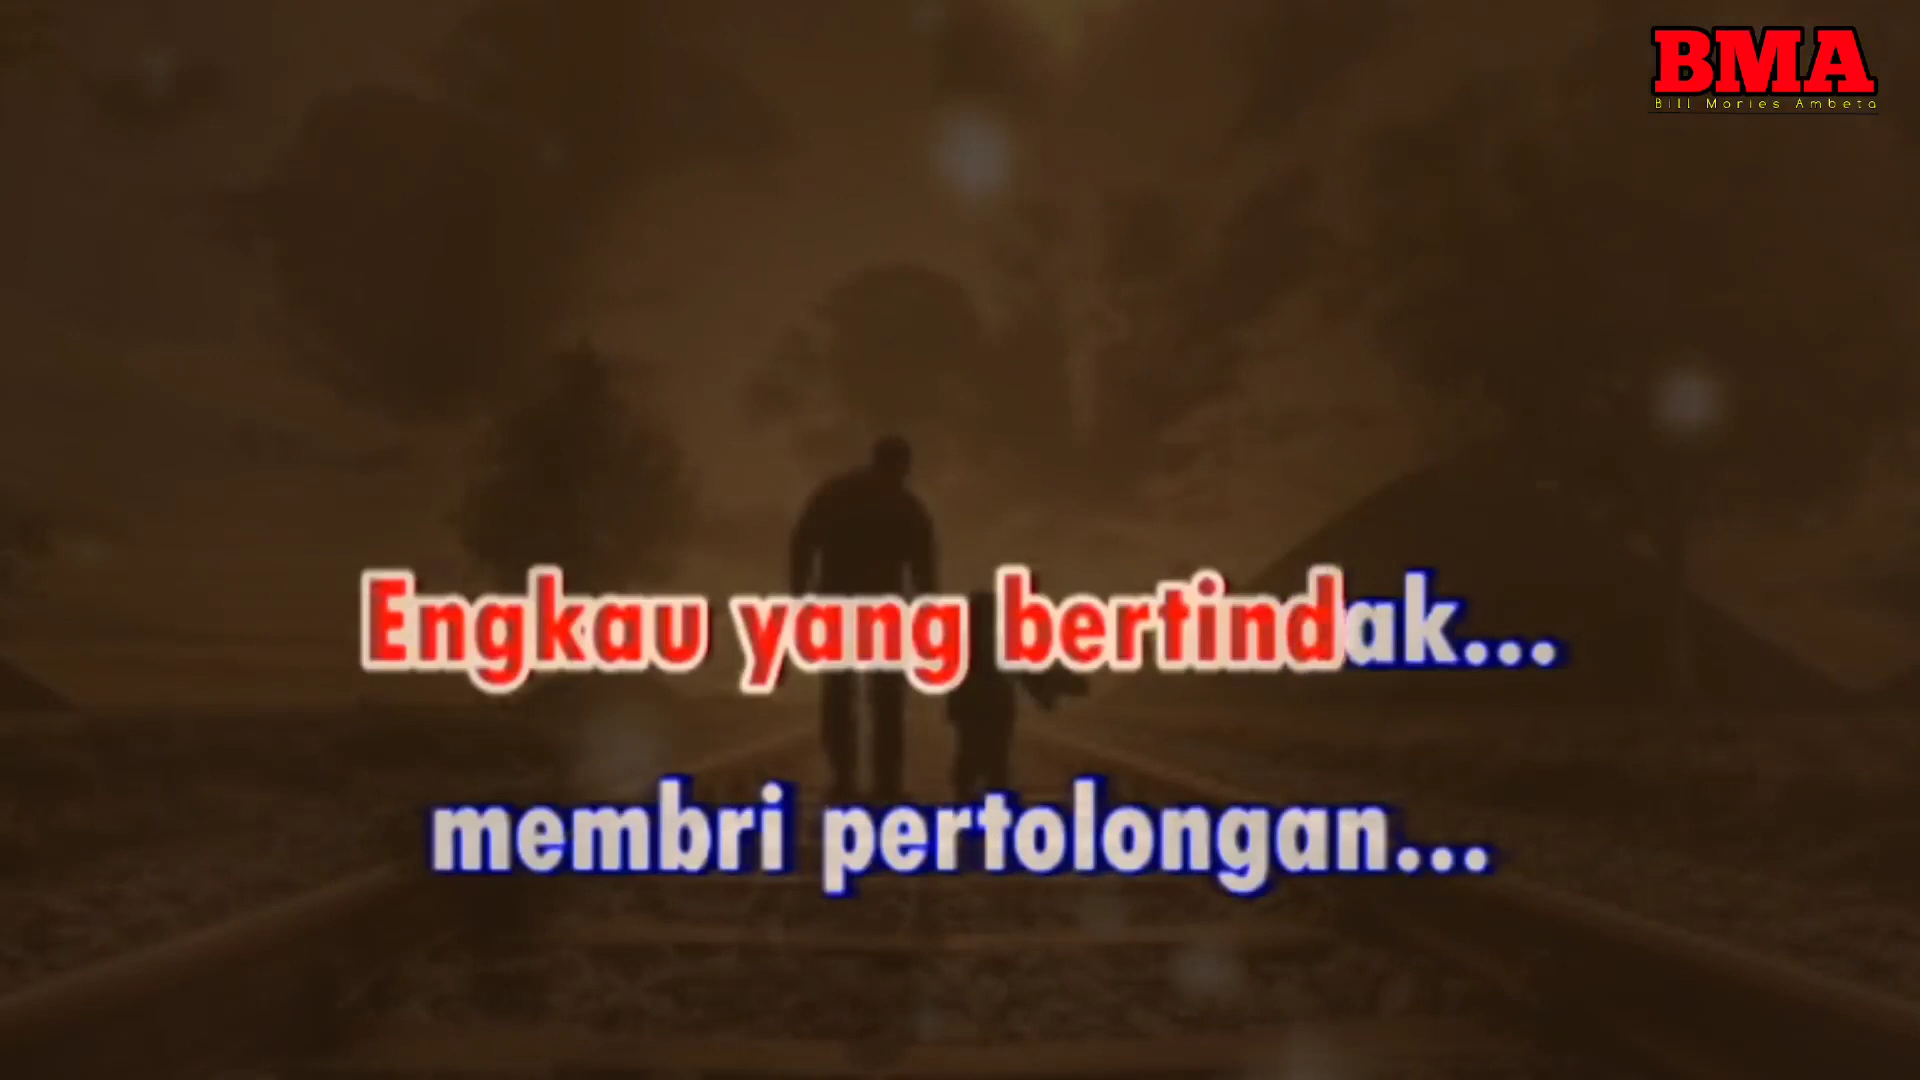 BMA
Bill Mories Ambeta
Engkau yang bertindak...
membri pertolongan...